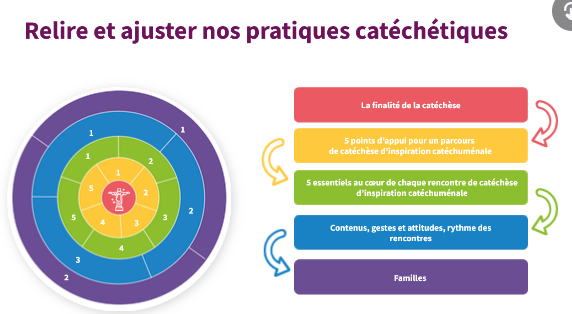 Relire et ajuster nos pratiques catéchétiques
1
1
1
2
1
5
2
2
5
4
3
3
4
3
2
La finalité de la catéchèse
5 points d'appui pour un parcours
de catéchèse d'inspiration catéchuménale
5 essentiels au cœur de chaque rencontre de catéchèse
d'inspiration catéchuménale
Contenus, gestes et attitudes, rythme des
rencontres
Familles